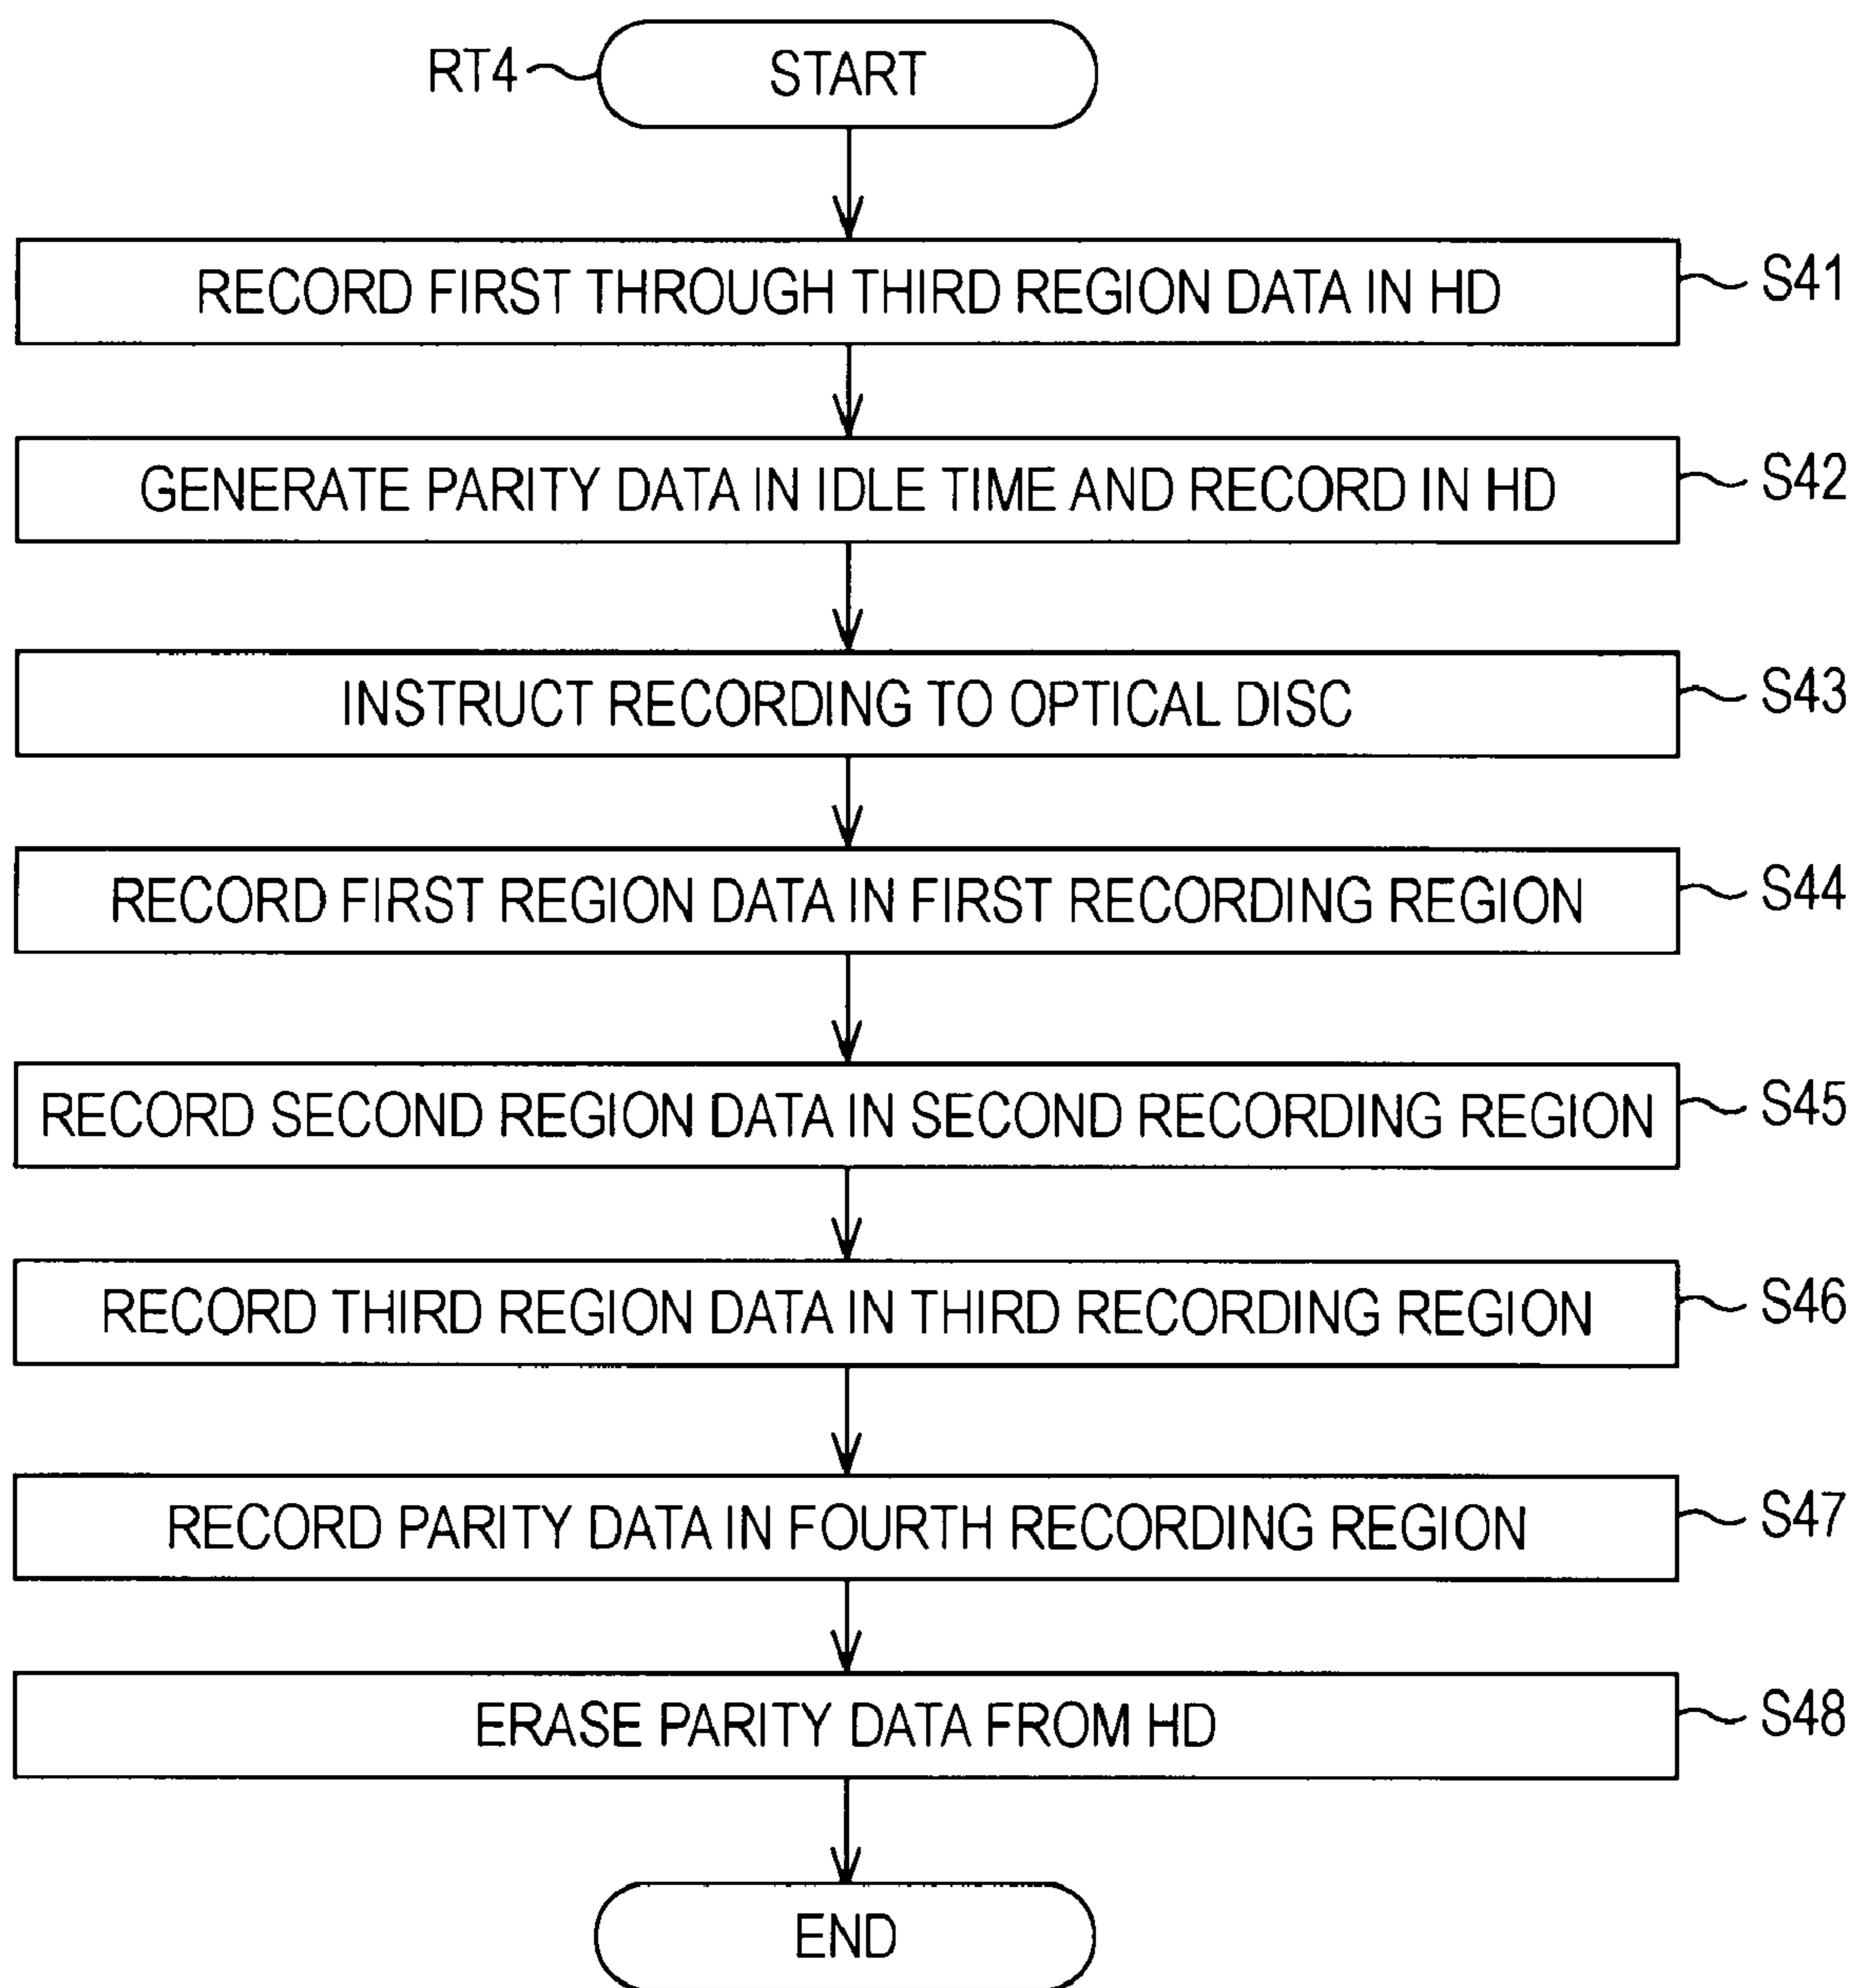 RT4 START
RECORD FIRST THROUGH THIRD REGION DATA IN HD S41
GENERATE PARITY DATA IN IDLE TIME AND RECORD IN HD S42
INSTRUCT RECORDING TO OPTICAL DISC S43
RECORD FIRST REGION DATA IN FIRST RECORDING REGION S44
RECORD SECOND REGION DATA IN SECOND RECORDING REGION S45
RECORD THIRD REGION DATA IN THIRD RECORDING REGION S46
RECORD PARITY DATA IN FOURTH RECORDING REGION S47
ERASE PARITY DATA FROM HD S48
END